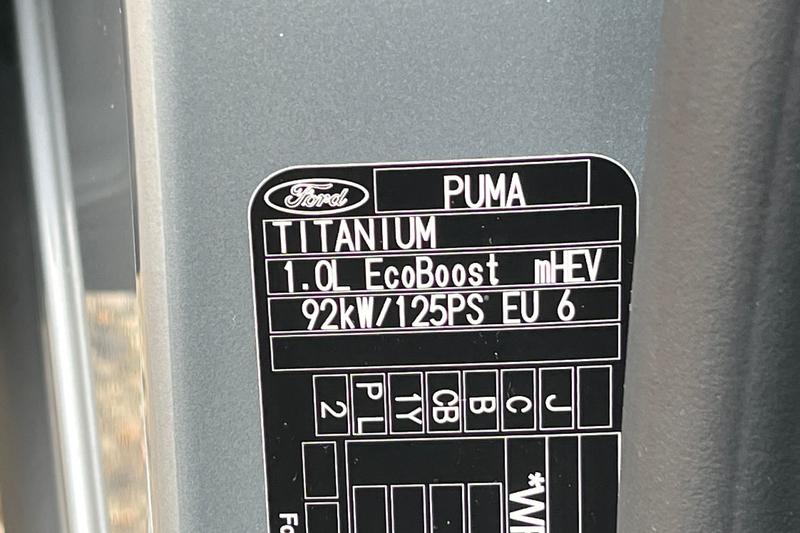 Ford
PUMA
TITANIUM
1.0L EcoBoost mHEV
92kW/125PS EU 6
2 PL 1Y CB B C J